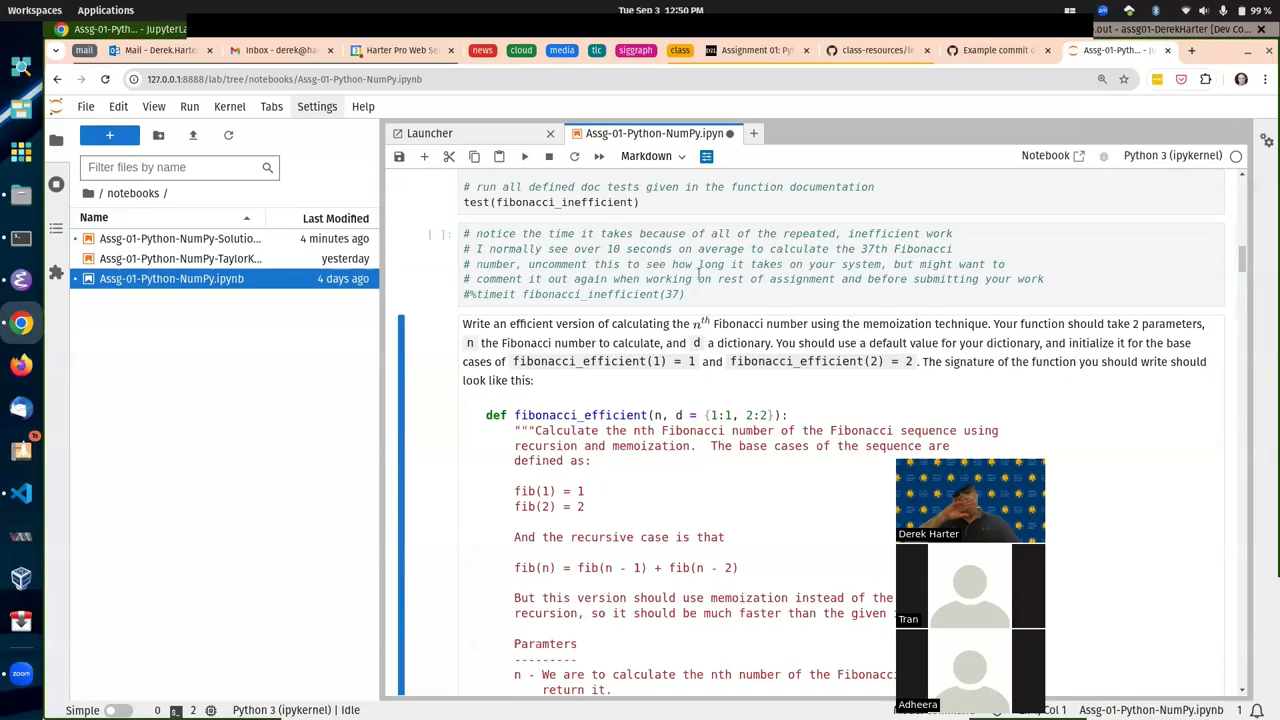 Workspaces Applications Tue Sep 3 12:50 PM 99 %
Assg-01-Pyth... - JupyterLa .out - assg01-DerekHarter [Dev Co...
mail Mail - Derek.Harte Inbox - derek@ha Harter Pro Web Se news cloud media tlc siggraph class Assignment 01: Py class-resources/le Example commit c Assg-01-Python-
127.0.0.1:8888/lab/tree/notebooks/Assg-01-Python-NumPy.ipynb
File Edit View Run Kernel Tabs Settings Help
Launcher Assg-01-Python-NumPy.ipyn
Markdown Notebook Python 3 (ipykernel)
Filter files by name
/ notebooks /
Name Last Modified
Assg-01-Python-NumPy-Solutio... 4 minutes ago
Assg-01-Python-NumPy-TaylorK... yesterday
Assg-01-Python-NumPy.ipynb 4 days ago
# run all defined doc tests given in the function documentation
test(fibonacci_inefficient)
[ ]: # notice the time it takes because of all of the repeated, inefficient work
# I normally see over 10 seconds on average to calculate the 37th Fibonacci
# number, uncomment this to see how long it takes on your system, but might want to
# comment it out again when working on rest of assignment and before submitting your work
#%timeit fibonacci_inefficient(37)
Write an efficient version of calculating the nth Fibonacci number using the memoization technique. Your function should take 2 parameters,
n the Fibonacci number to calculate, and d a dictionary. You should use a default value for your dictionary, and initialize it for the base
cases of fibonacci_efficient(1) = 1 and fibonacci_efficient(2) = 2 . The signature of the function you should write should
look like this:
def fibonacci_efficient(n, d = {1:1, 2:2}):
"""Calculate the nth Fibonacci number of the Fibonacci sequence using
recursion and memoization. The base cases of the sequence are
defined as:
fib(1) = 1
fib(2) = 2
And the recursive case is that
fib(n) = fib(n - 1) + fib(n - 2)
But this version should use memoization instead of the
recursion, so it should be much faster than the given
Paramters
---------
n - We are to calculate the nth number of the Fibonacc
return it.
Derek Harter
Tran
Adheera
Simple 0 2 Python 3 (ipykernel) | Idle Col 1 Assg-01-Python-NumPy.ipynb 1